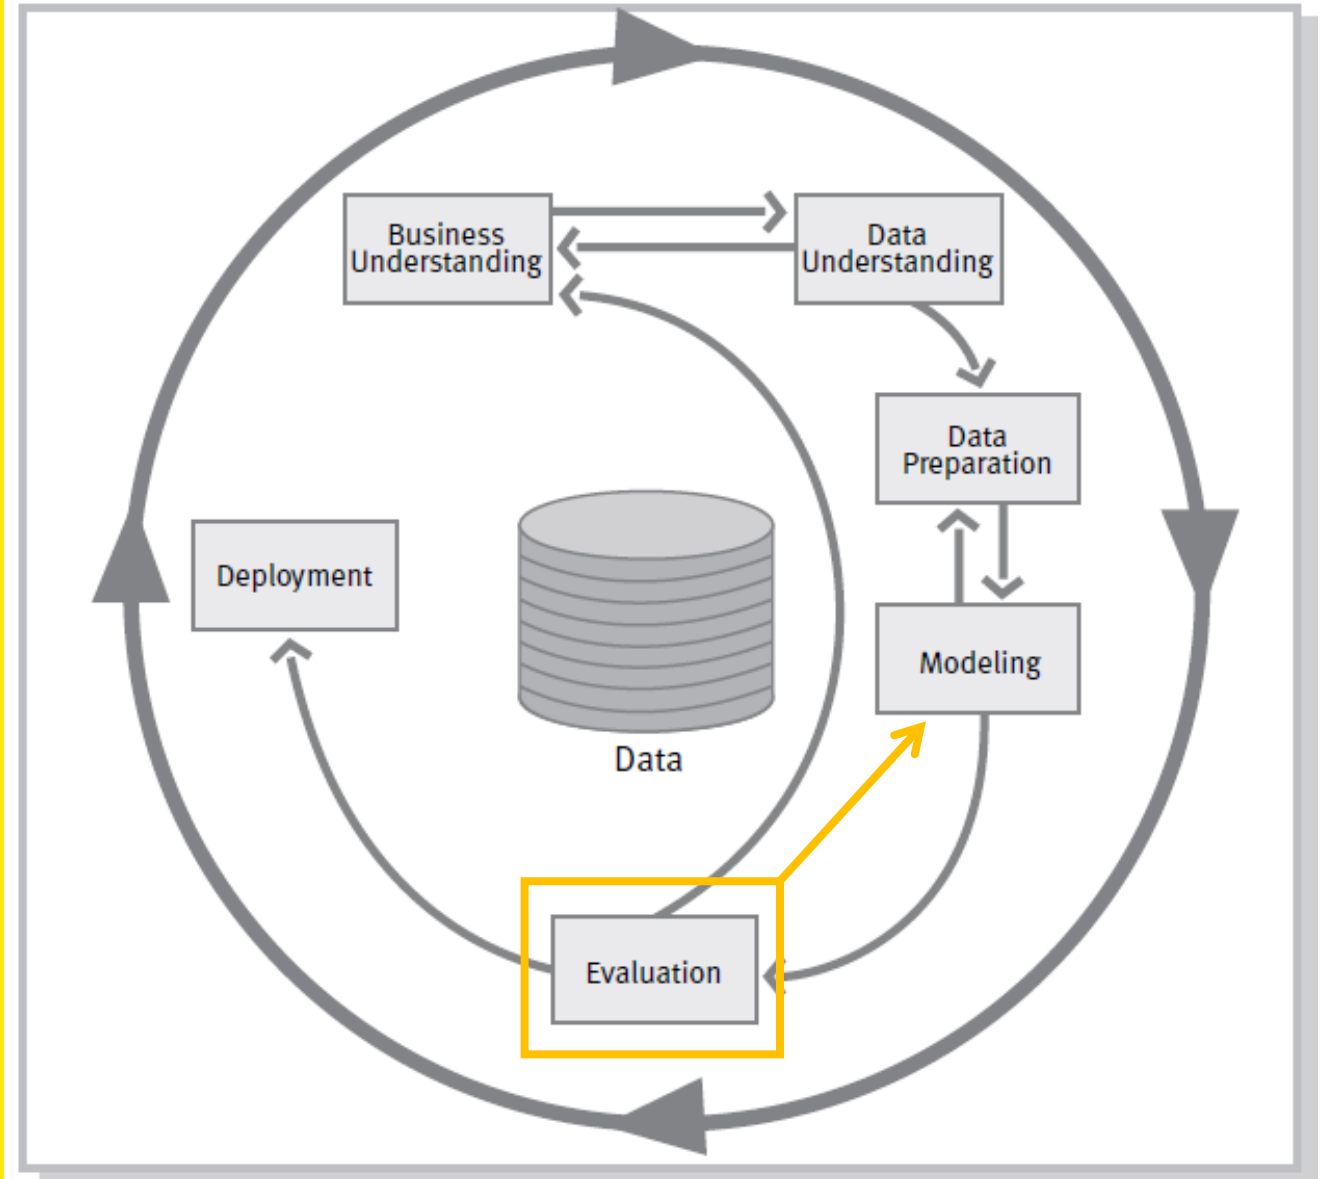 Business
Understanding
Data
Understanding
Data
Preparation
Deployment
Modeling
Data
Evaluation